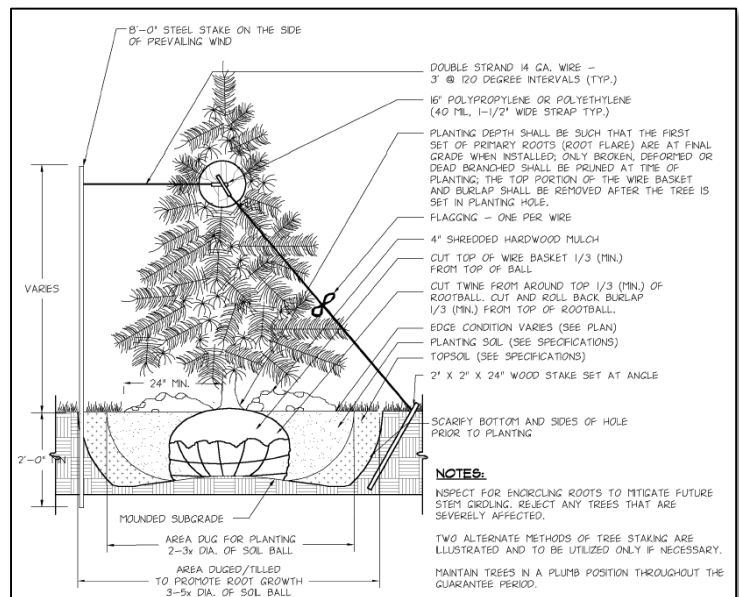 8'-0" STEEL STAKE ON THE SIDE
OF PREVAILING WIND
DOUBLE STRAND 14 GA. WIRE -
3' @ 120 DEGREE INTERVALS (TYP.)
16" POLYPROPYLENE OR POLYETHYLENE
(40 MIL, 1-1/2" WIDE STRAP TYP.)
PLANTING DEPTH SHALL BE SUCH THAT THE FIRST
SET OF PRIMARY ROOTS (ROOT FLARE) ARE AT FINAL
GRADE WHEN INSTALLED; ONLY BROKEN, DEFORMED OR
DEAD BRANCHED SHALL BE PRUNED AT TIME OF
PLANTING; THE TOP PORTION OF THE WIRE BASKET
AND BURLAP SHALL BE REMOVED AFTER THE TREE IS
SET IN PLANTING HOLE.
FLAGGING - ONE PER WIRE
4" SHREDDED HARDWOOD MULCH
CUT TOP OF WIRE BASKET 1/3 (MIN.)
FROM TOP OF BALL
CUT TWINE FROM AROUND TOP 1/3 (MIN.) OF
ROOTBALL. CUT AND ROLL BACK BURLAP
1/3 (MIN.) FROM TOP OF ROOTBALL.
EDGE CONDITION VARIES (SEE PLAN)
PLANTING SOIL (SEE SPECIFICATIONS)
TOPSOIL (SEE SPECIFICATIONS)
2" X 2" X 24" WOOD STAKE SET AT ANGLE
SCARIFY BOTTOM AND SIDES OF HOLE
PRIOR TO PLANTING
VARIES
24" MIN.
2'-0" MIN
MOUNDED SUBGRADE
AREA DUG FOR PLANTING
2-3x DIA. OF SOIL BALL
AREA DUGED/TILLED
TO PROMOTE ROOT GROWTH
3-5x DIA. OF SOIL BALL
NOTES:
INSPECT FOR ENCIRCLING ROOTS TO MITIGATE FUTURE
STEM GIRDLING. REJECT ANY TREES THAT ARE
SEVERELY AFFECTED.
TWO ALTERNATE METHODS OF TREE STAKING ARE
ILLUSTRATED AND TO BE UTILIZED ONLY IF NECESSARY.
MAINTAIN TREES IN A PLUMB POSITION THROUGHOUT THE
GUARANTEE PERIOD.